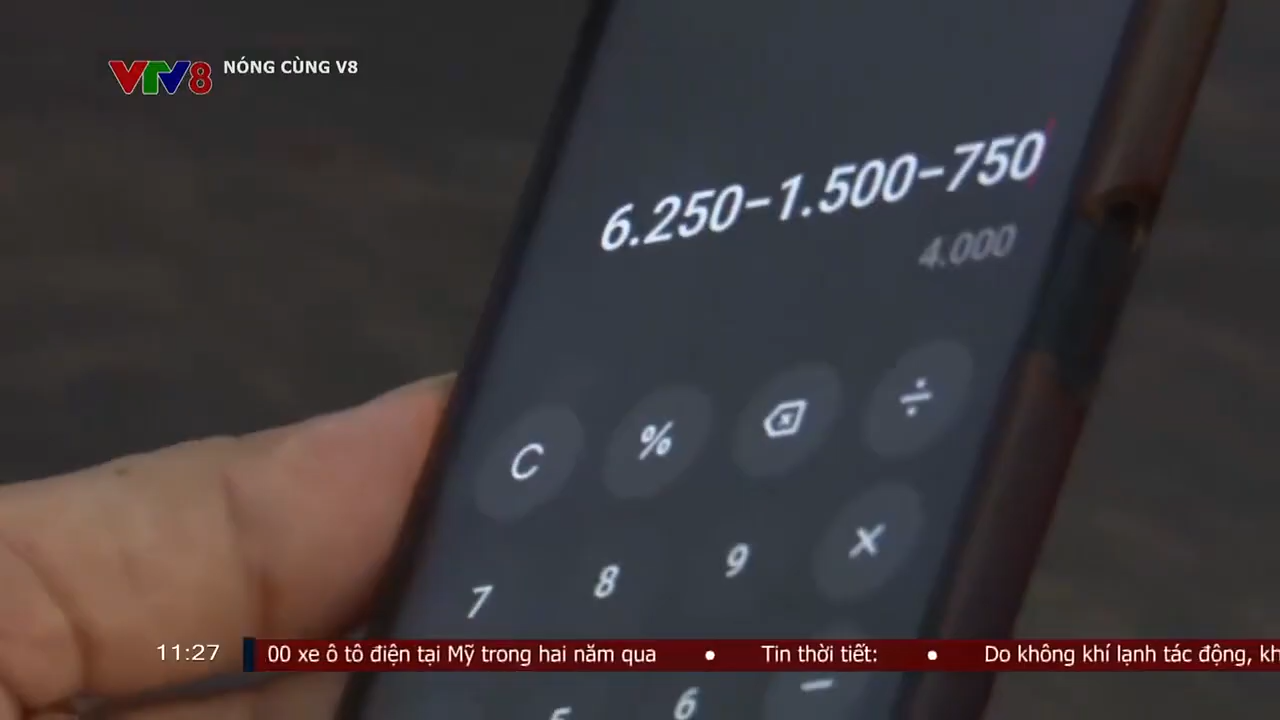 VTV8 NÓNG CÙNG V8
6.250-1.500-750
4.000
C % ÷
7 8 9 ×
6 −
11:27 00 xe ô tô điện tại Mỹ trong hai năm qua • Tin thời tiết: • Do không khí lạnh tác động, kh